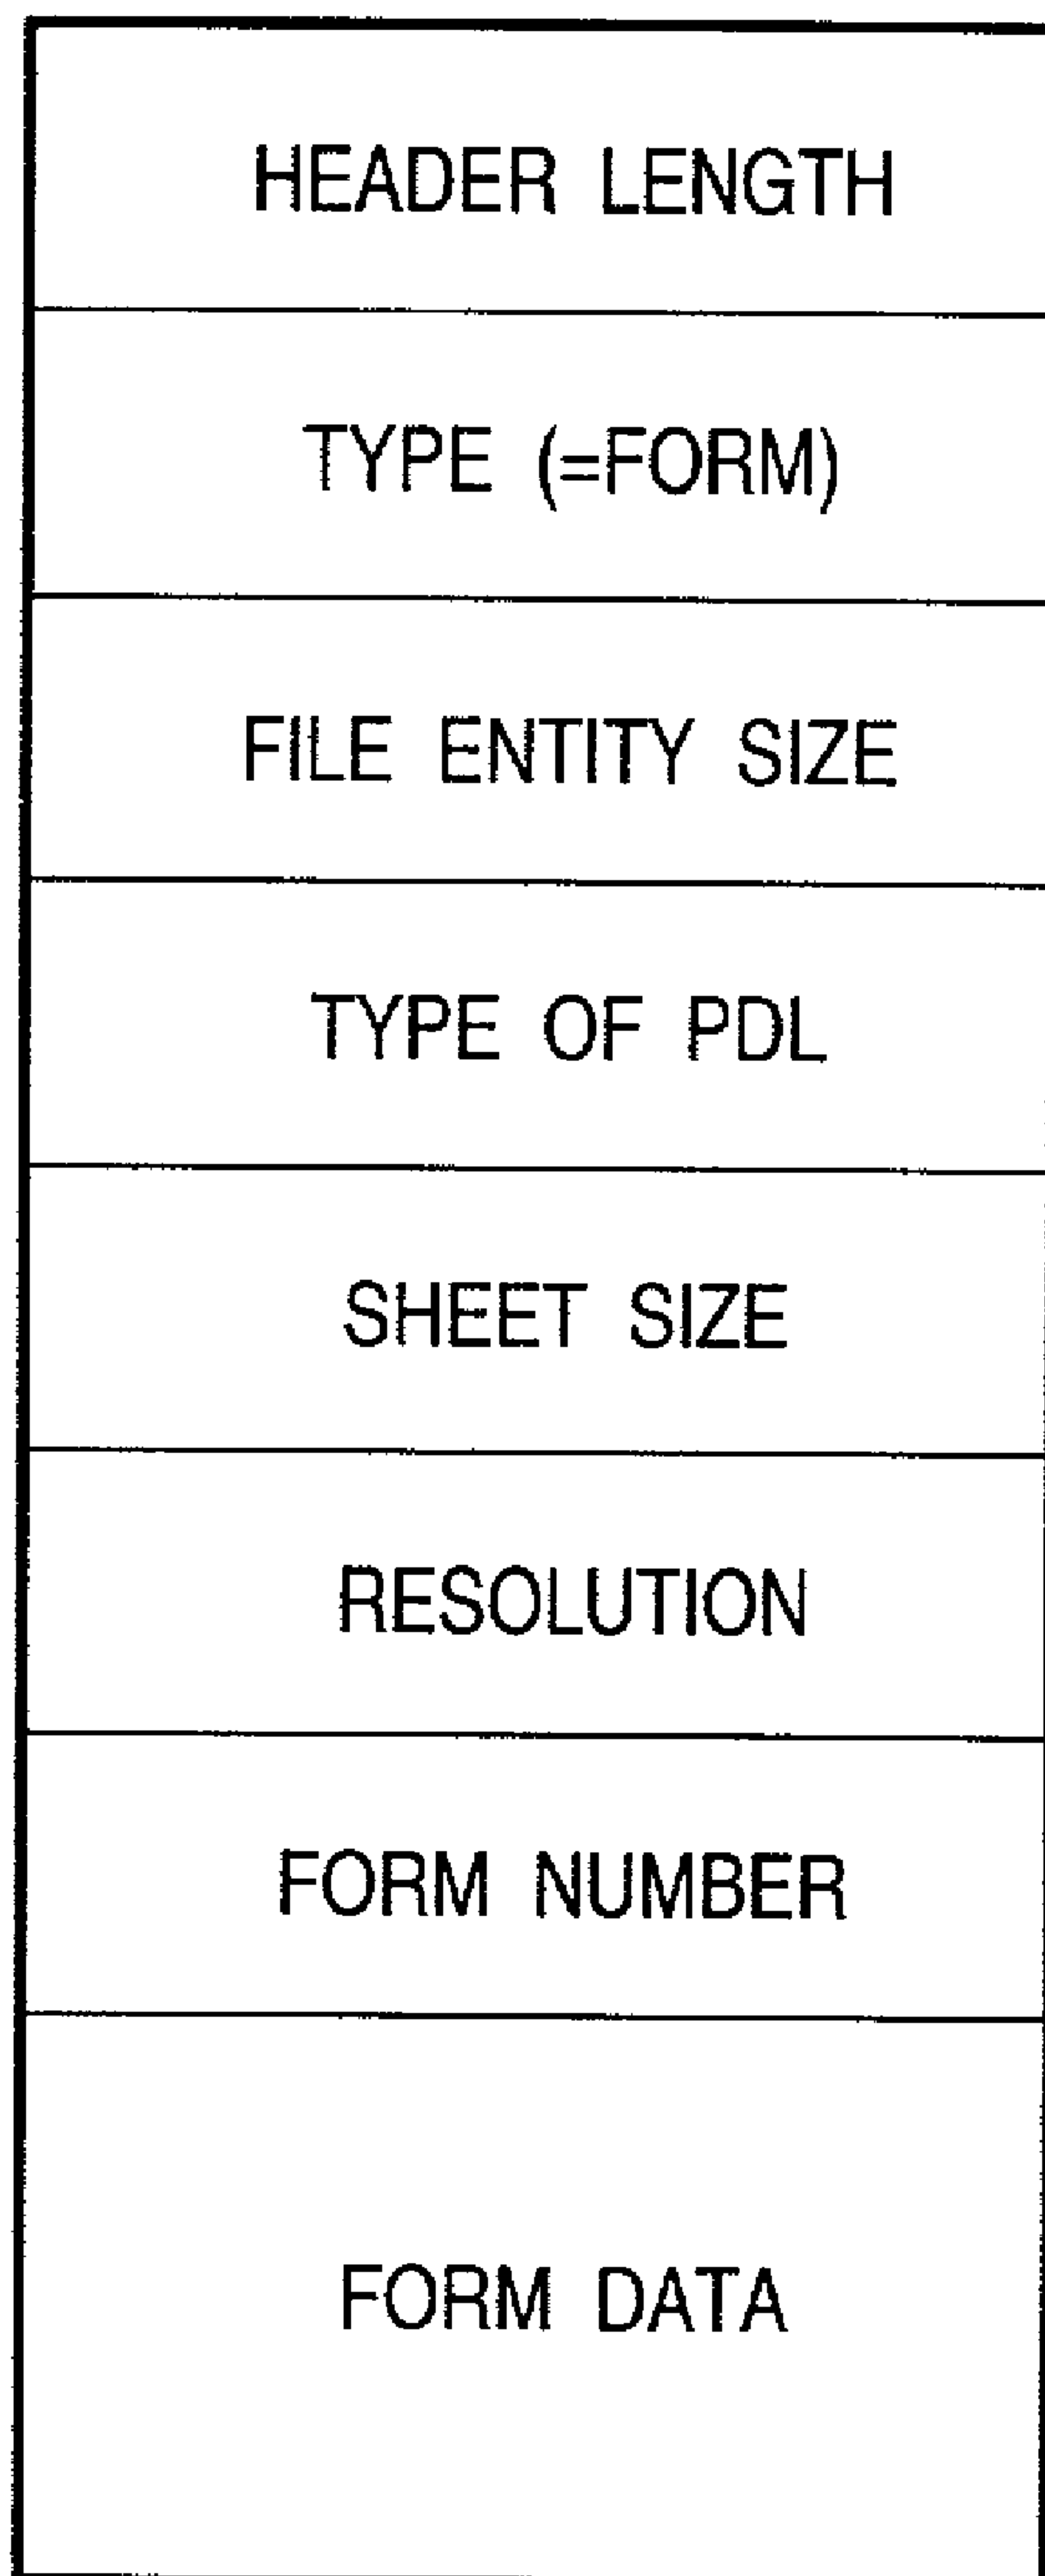 HEADER LENGTH
TYPE (=FORM)
FILE ENTITY SIZE
TYPE OF PDL
SHEET SIZE
RESOLUTION
FORM NUMBER
FORM DATA